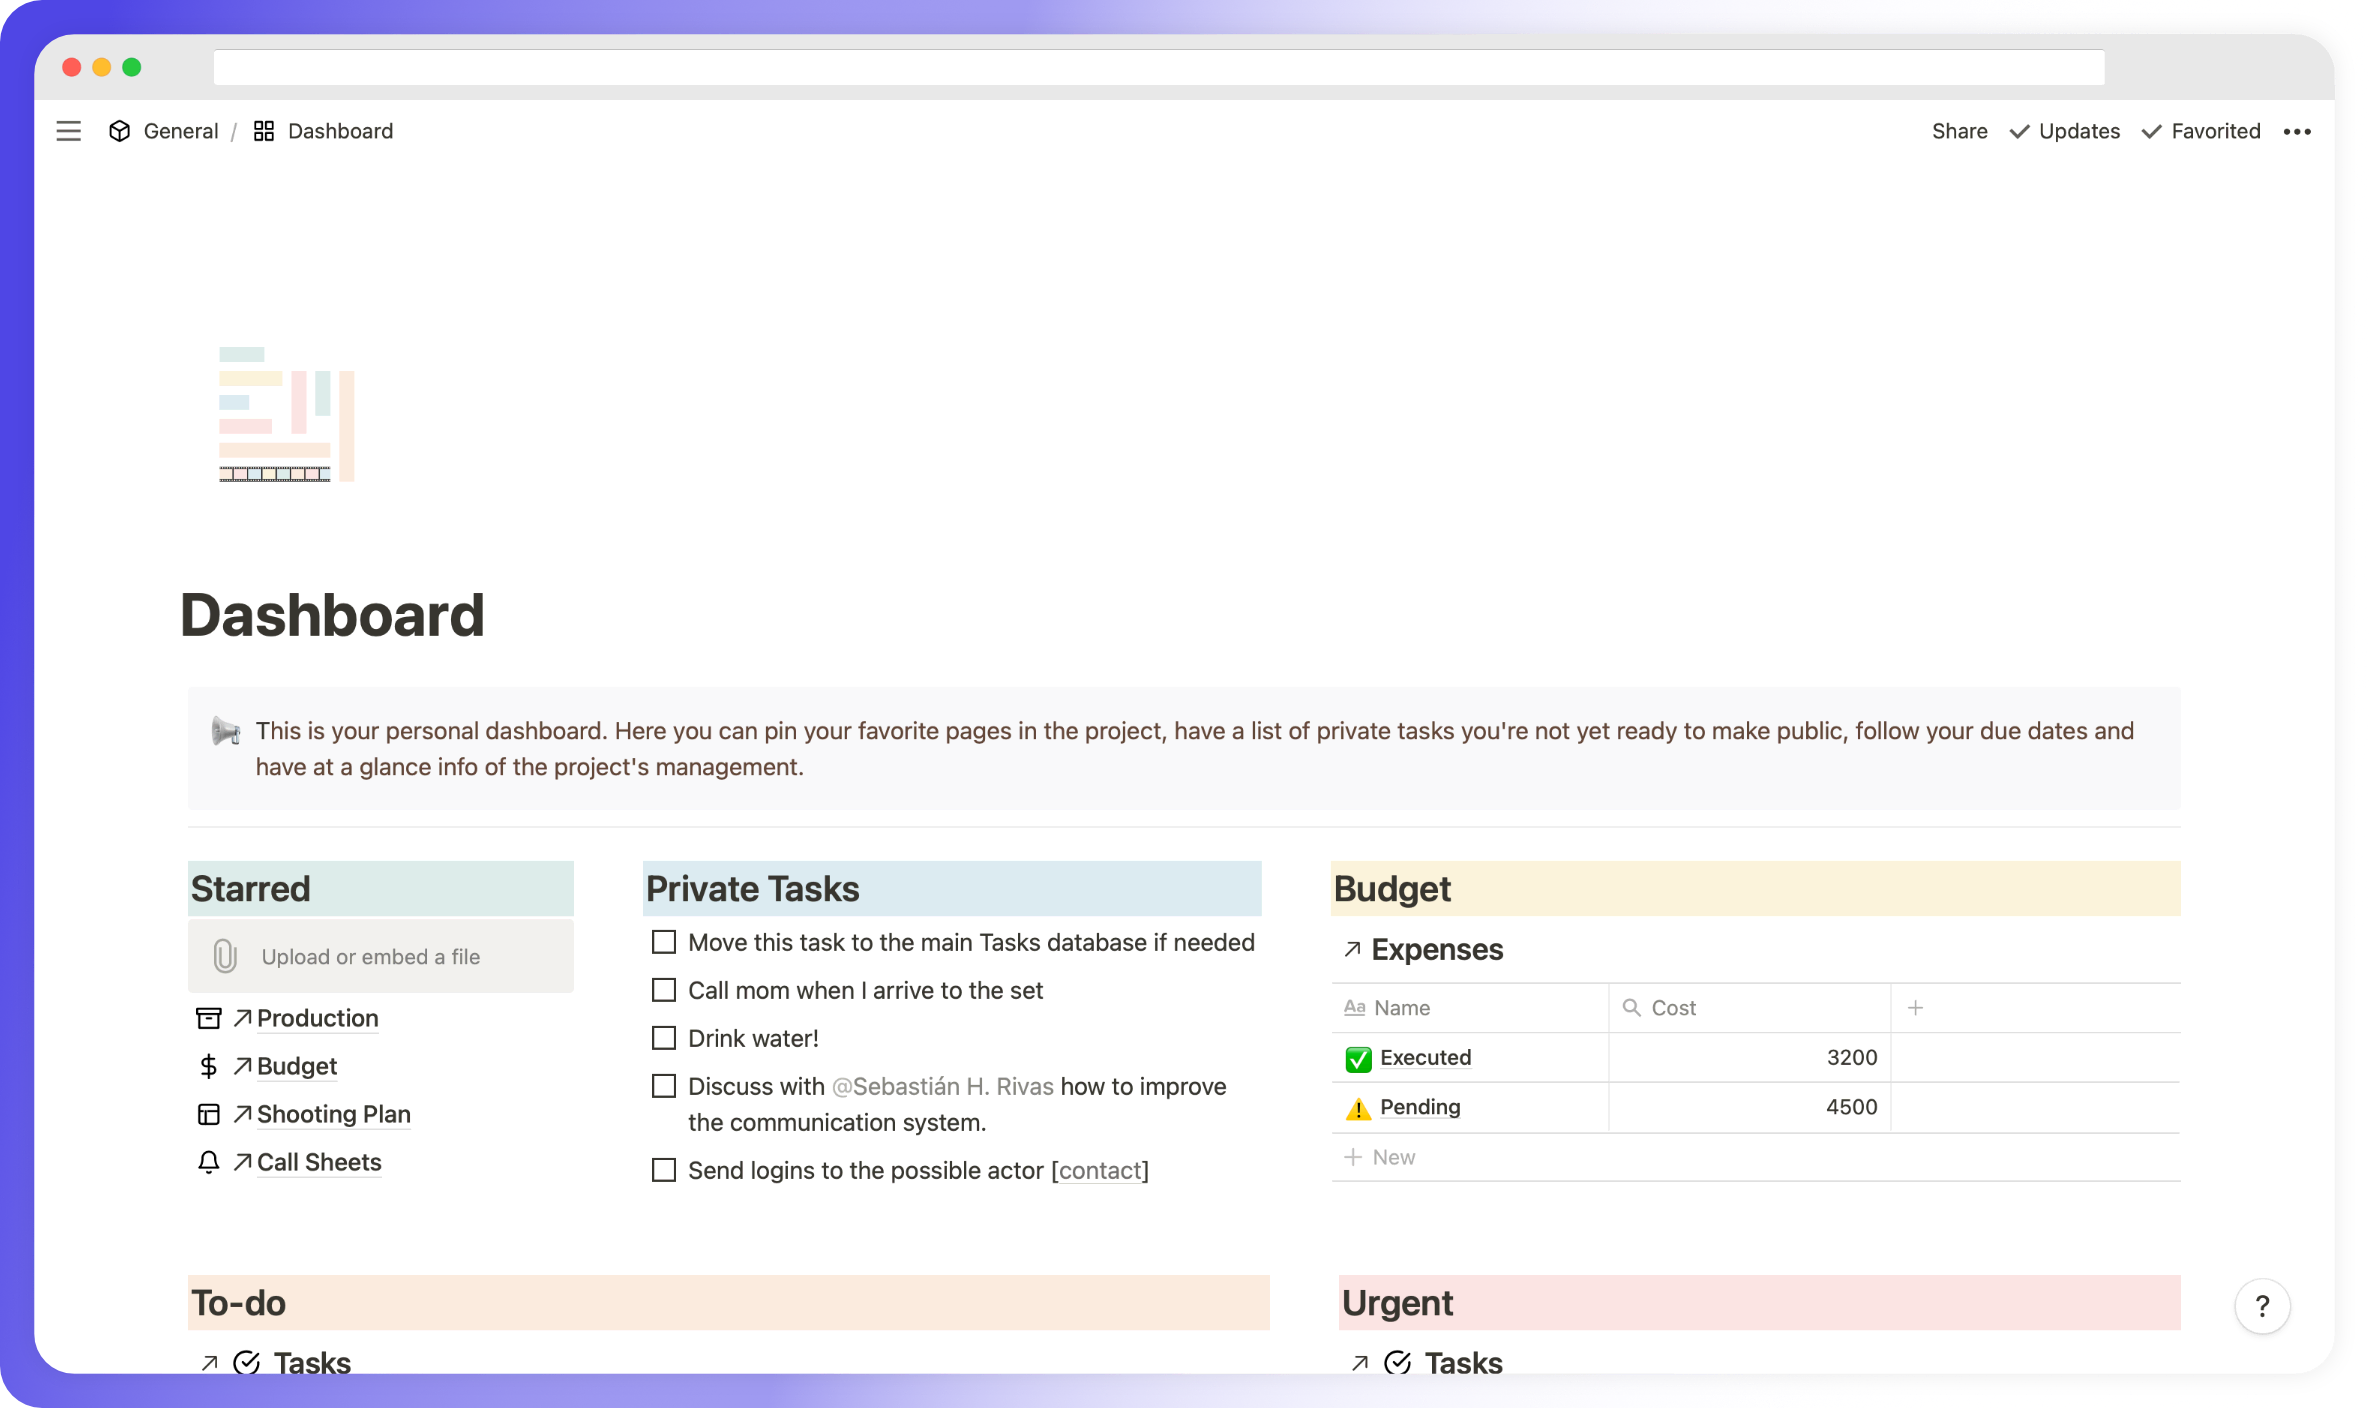 General / Dashboard
Share Updates Favorited •••
Dashboard
This is your personal dashboard. Here you can pin your favorite pages in the project, have a list of private tasks you're not yet ready to make public, follow your due dates and
have at a glance info of the project's management.
Starred
Upload or embed a file
Production
Budget
Shooting Plan
Call Sheets
Private Tasks
Move this task to the main Tasks database if needed
Call mom when I arrive to the set
Drink water!
Discuss with @Sebastián H. Rivas how to improve
the communication system.
Send logins to the possible actor [contact]
Budget
Expenses
Aa Name Cost +
Executed 3200
Pending 4500
+ New
To-do
Tasks
Urgent
Tasks
?